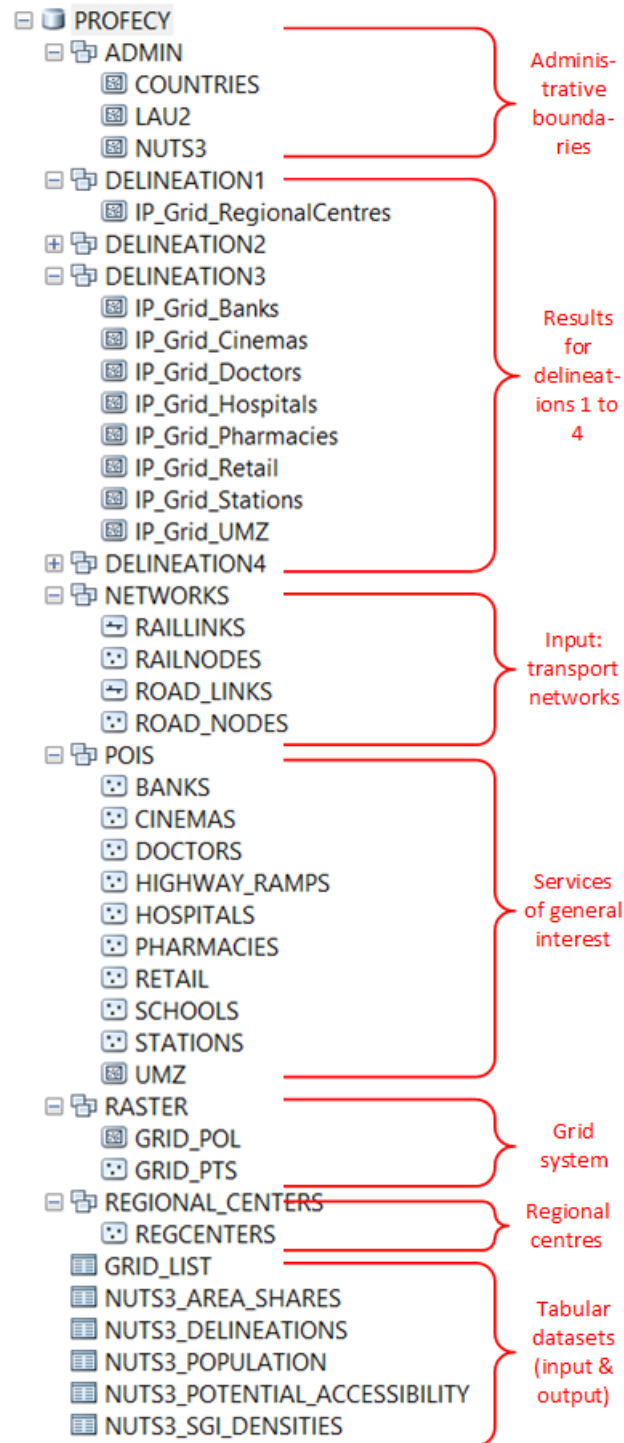 PROFECY
ADMIN
COUNTRIES
LAU2
NUTS3
Adminis-
trative
bounda-
ries
DELINEATION1
IP_Grid_RegionalCentres
DELINEATION2
DELINEATION3
IP_Grid_Banks
IP_Grid_Cinemas
IP_Grid_Doctors
IP_Grid_Hospitals
IP_Grid_Pharmacies
IP_Grid_Retail
IP_Grid_Stations
IP_Grid_UMZ
DELINEATION4
Results
for
delineat-
ions 1 to
4
NETWORKS
RAILLINKS
RAILNODES
ROAD_LINKS
ROAD_NODES
Input:
transport
networks
POIS
BANKS
CINEMAS
DOCTORS
HIGHWAY_RAMPS
HOSPITALS
PHARMACIES
RETAIL
SCHOOLS
STATIONS
UMZ
Services
of general
interest
RASTER
GRID_POL
GRID_PTS
Grid
system
REGIONAL_CENTERS
REGCENTERS
Regional
centres
GRID_LIST
NUTS3_AREA_SHARES
NUTS3_DELINEATIONS
NUTS3_POPULATION
NUTS3_POTENTIAL_ACCESSIBILITY
NUTS3_SGI_DENSITIES
Tabular
datasets
(input &
output)